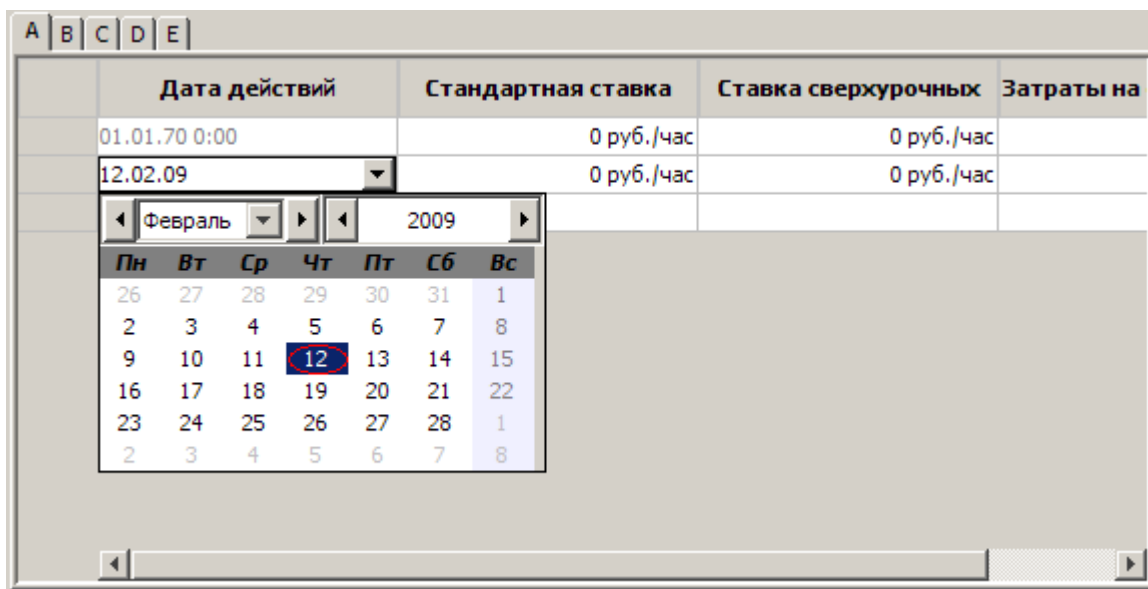 A B C D E
Дата действий Стандартная ставка Ставка сверхурочных Затраты на
01.01.70 0:00 0 руб./час 0 руб./час
12.02.09 0 руб./час 0 руб./час
Февраль 2009
Пн Вт Ср Чт Пт Сб Вс
26 27 28 29 30 31 1
2 3 4 5 6 7 8
9 10 11 12 13 14 15
16 17 18 19 20 21 22
23 24 25 26 27 28 1
2 3 4 5 6 7 8